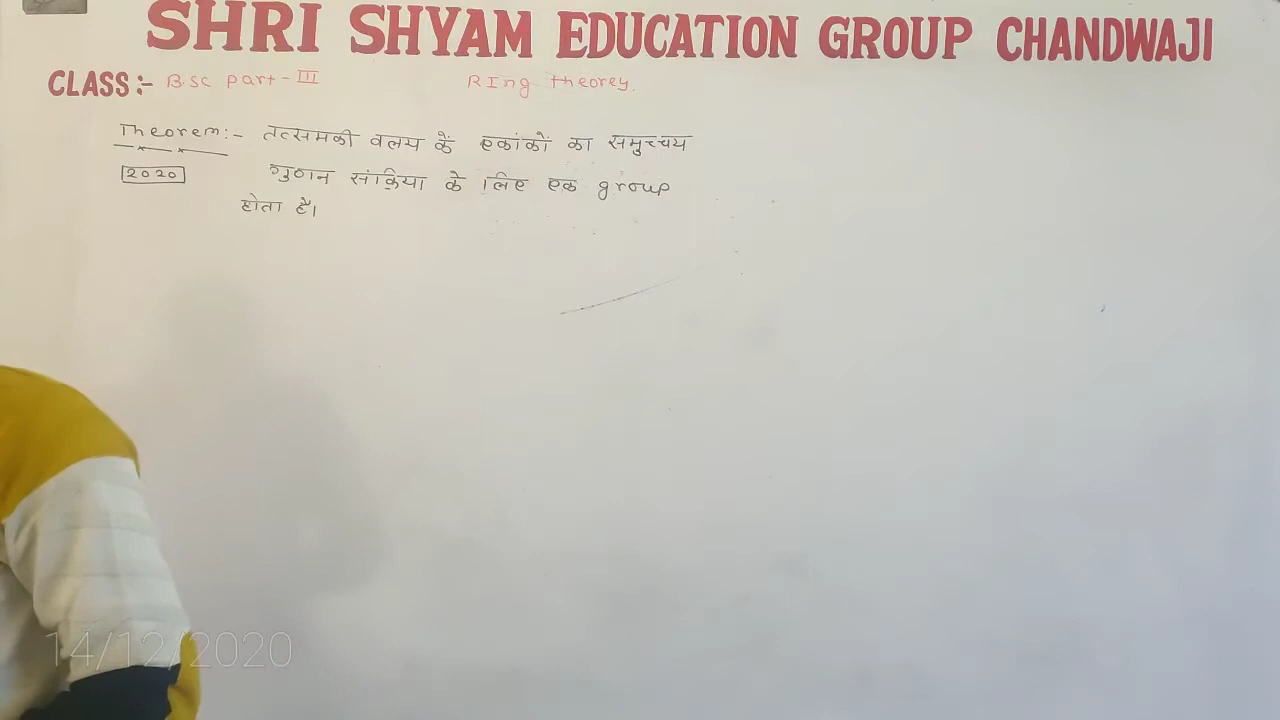 SHRI SHYAM EDUCATION GROUP CHANDWAJI
CLASS:- B.sc Part - III RIng theorey.
Theorem:- तत्समकी वलय कें एकांकों का समुच्चय
2020 गुणन संक्रिया के लिए एक group
होता है।
14/12/2020